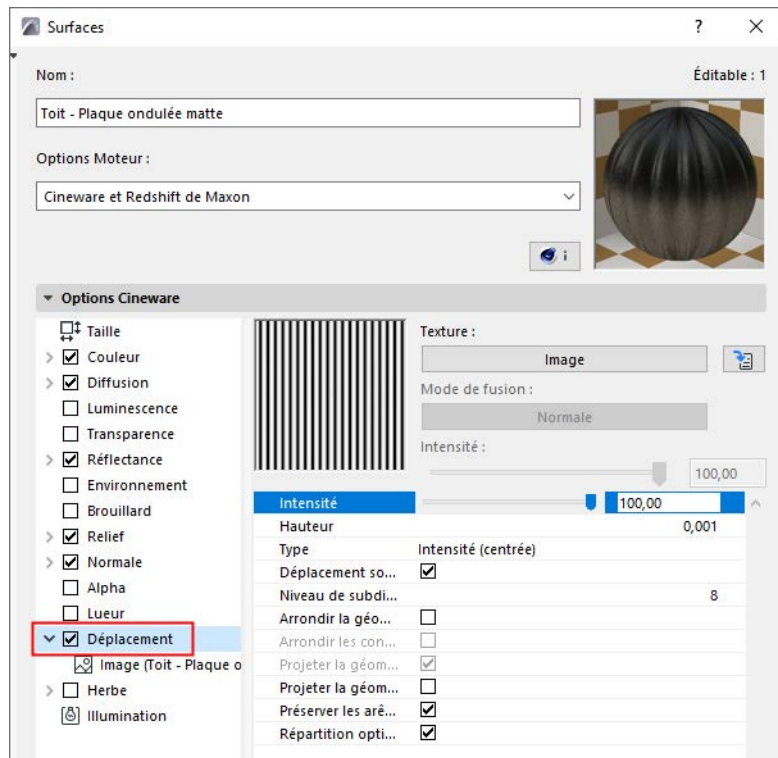 Surfaces
Nom :
Éditable : 1
Toit - Plaque ondulée matte
Options Moteur :
Cineware et Redshift de Maxon
i
Options Cineware
Taille
Couleur
Diffusion
Luminescence
Transparence
Réflectance
Environnement
Brouillard
Relief
Normale
Alpha
Lueur
Déplacement
Image (Toit - Plaque o
Herbe
Illumination
Texture :
Image
Mode de fusion :
Normale
Intensité :
100,00
Intensité 100,00
Hauteur 0,001
Type Intensité (centrée)
Déplacement so...
Niveau de subdi... 8
Arrondir la géo...
Arrondir les con...
Projeter la géom...
Projeter la géom...
Préserver les arê...
Répartition opti...